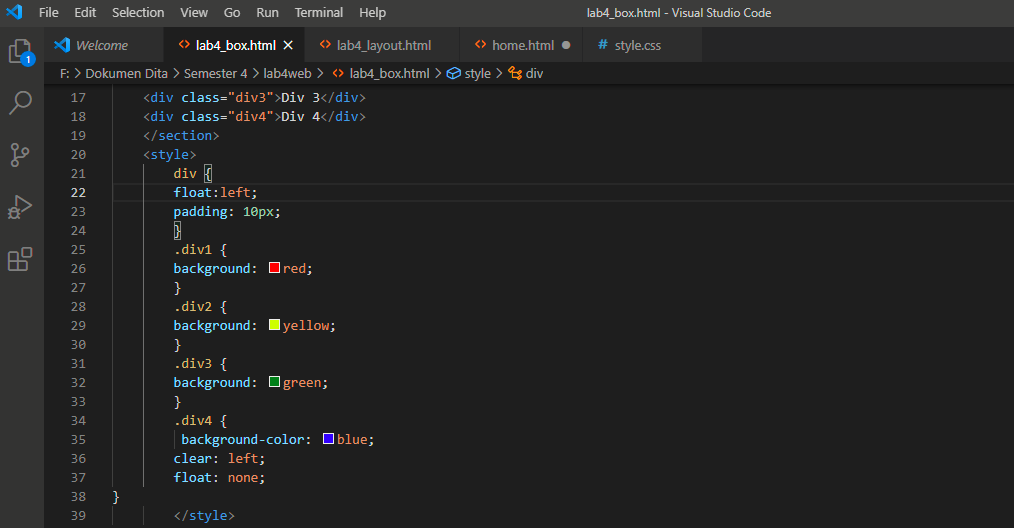 File Edit Selection View Go Run Terminal Help lab4_box.html - Visual Studio Code
1 Welcome lab4_box.html lab4_layout.html home.html # style.css
F: > Dokumen Dita > Semester 4 > lab4web > lab4_box.html > style > div
17 <div class="div3">Div 3</div>
18 <div class="div4">Div 4</div>
19 </section>
20 <style>
21 div {
22 float:left;
23 padding: 10px;
24 }
25 .div1 {
26 background: red;
27 }
28 .div2 {
29 background: yellow;
30 }
31 .div3 {
32 background: green;
33 }
34 .div4 {
35 background-color: blue;
36 clear: left;
37 float: none;
38 }
39 </style>